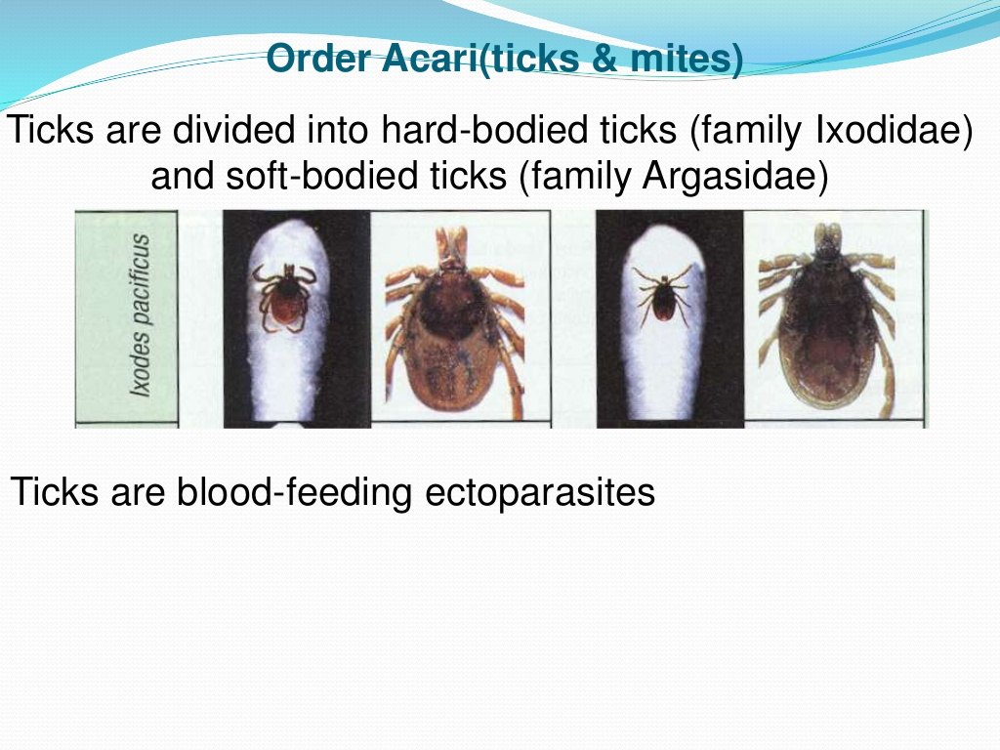 Order Acari(ticks & mites)
Ticks are divided into hard-bodied ticks (family Ixodidae)
and soft-bodied ticks (family Argasidae)
Ixodes pacificus
Ticks are blood-feeding ectoparasites